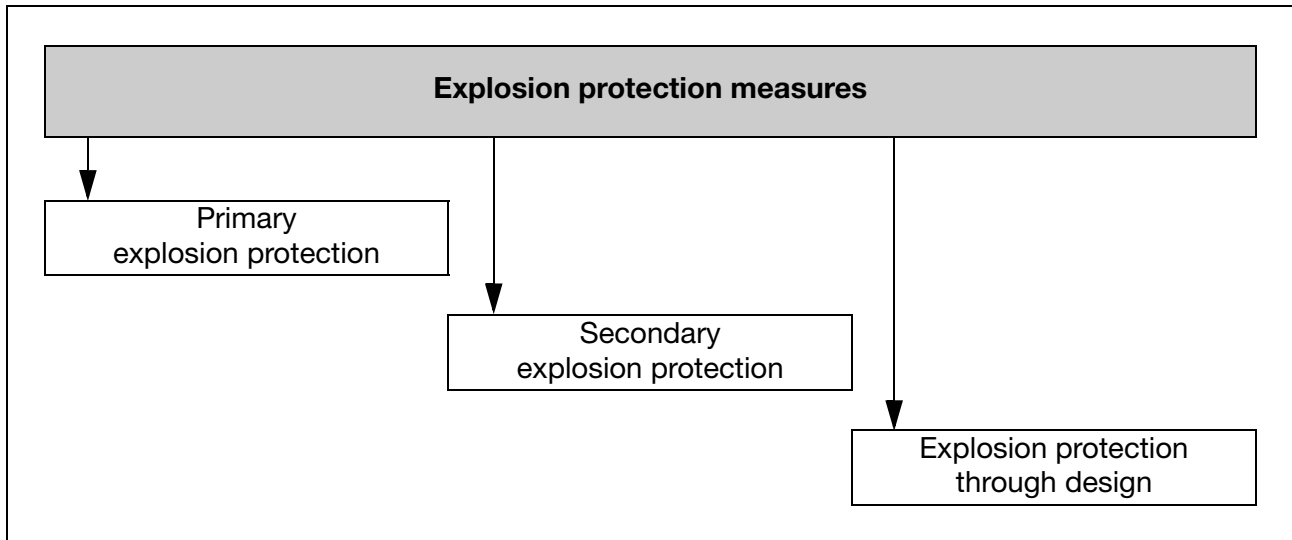 Explosion protection measures
Primary
explosion protection
Secondary
explosion protection
Explosion protection
through design